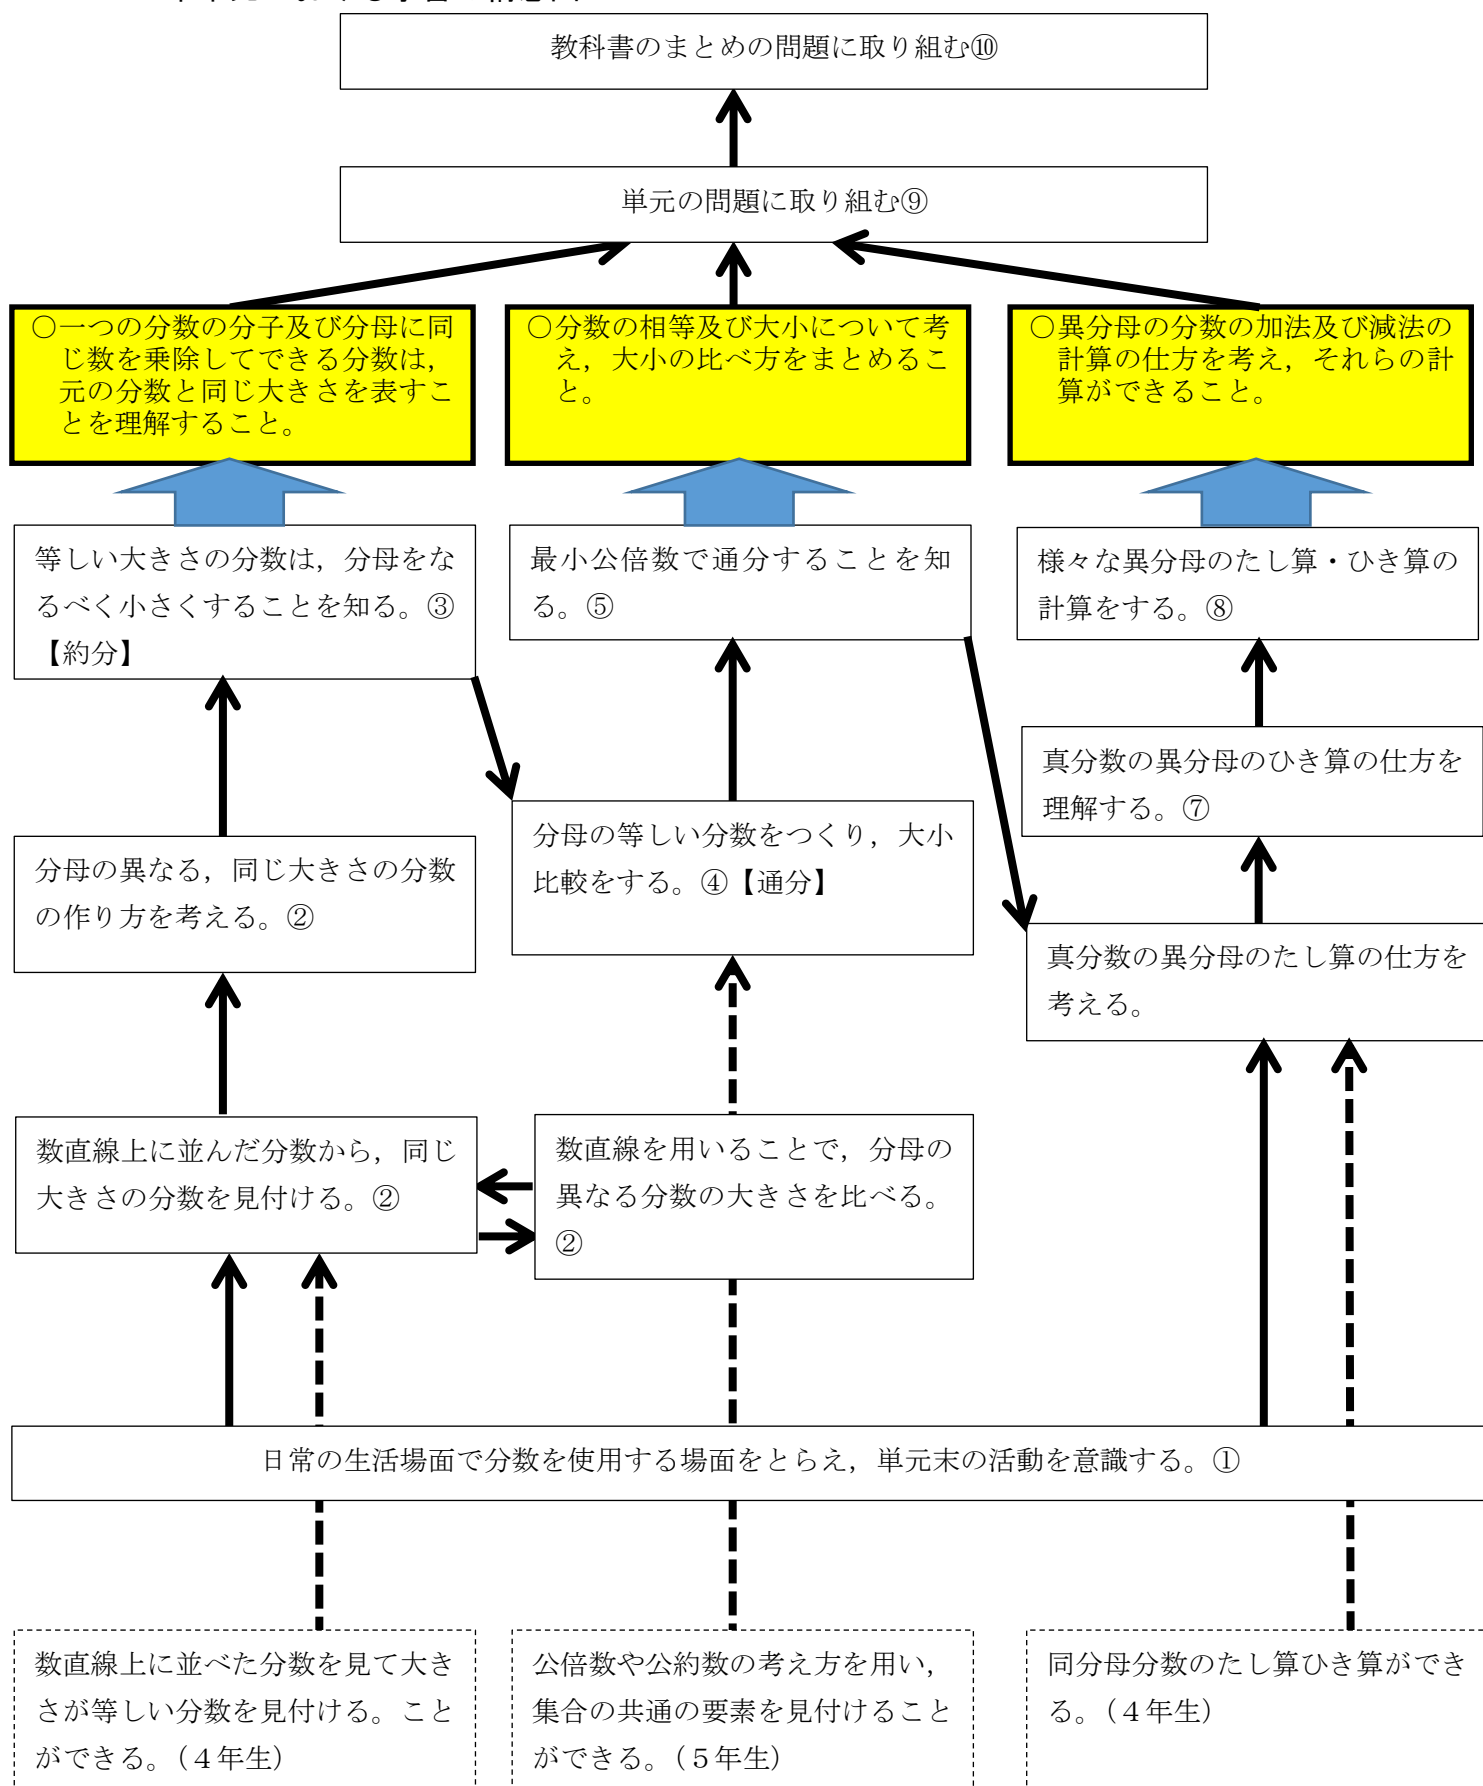 教科書のまとめの問題に取り組む⑩
単元の問題に取り組む⑨
○一つの分数の分子及び分母に同
じ数を乗除してできる分数は，
元の分数と同じ大きさを表すこ
とを理解すること。
○分数の相等及び大小について考
え，大小の比べ方をまとめるこ
と。
○異分母の分数の加法及び減法の
計算の仕方を考え，それらの計
算ができること。
等しい大きさの分数は，分母をな
るべく小さくすることを知る。③
【約分】
最小公倍数で通分することを知
る。⑤
様々な異分母のたし算・ひき算の
計算をする。⑧
真分数の異分母のひき算の仕方を
理解する。⑦
分母の異なる，同じ大きさの分数
の作り方を考える。②
分母の等しい分数をつくり，大小
比較をする。④【通分】
真分数の異分母のたし算の仕方を
考える。
数直線上に並んだ分数から，同じ
大きさの分数を見付ける。②
数直線を用いることで，分母の
異なる分数の大きさを比べる。
②
日常の生活場面で分数を使用する場面をとらえ，単元末の活動を意識する。①
数直線上に並べた分数を見て大き
さが等しい分数を見付ける。こと
ができる。（４年生）
公倍数や公約数の考え方を用い，
集合の共通の要素を見付けること
ができる。（５年生）
同分母分数のたし算ひき算ができ
る。（４年生）